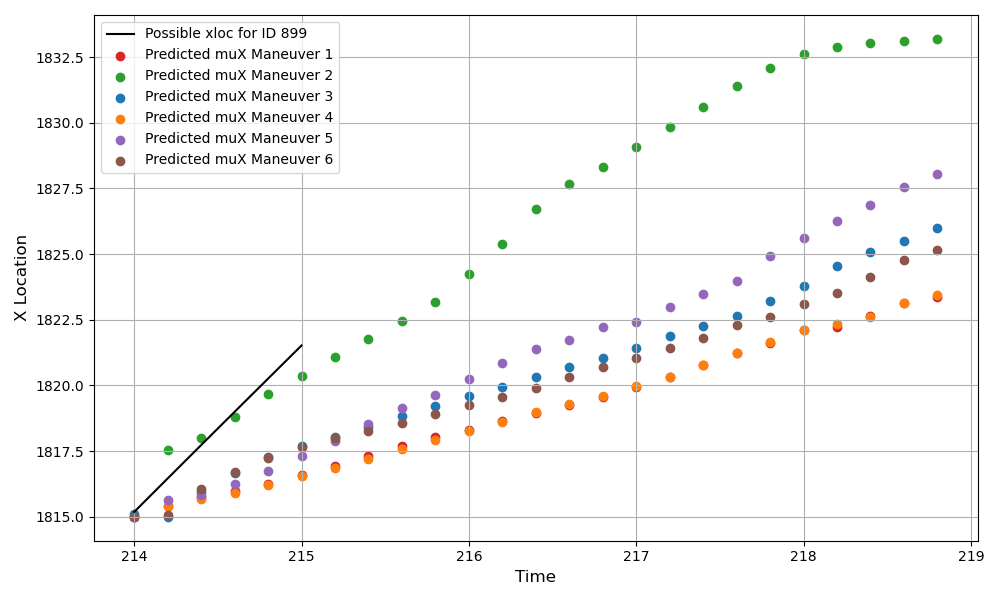 Possible xloc for ID 899
Predicted muX Maneuver 1
Predicted muX Maneuver 2
Predicted muX Maneuver 3
Predicted muX Maneuver 4
Predicted muX Maneuver 5
Predicted muX Maneuver 6
1832.5
1830.0
1827.5
1825.0
1822.5
1820.0
1817.5
1815.0
X Location
214 215 216 217 218 219
Time